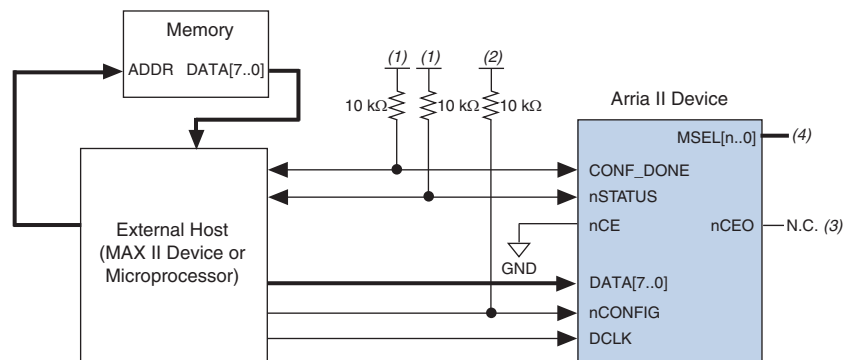 Memory
ADDR DATA[7..0]
(1) (1) (2)
10 kΩ 10 kΩ 10 kΩ
Arria II Device
MSEL[n..0] (4)
CONF_DONE
nSTATUS
nCE nCEO N.C. (3)
GND
External Host
(MAX II Device or
Microprocessor)
DATA[7..0]
nCONFIG
DCLK